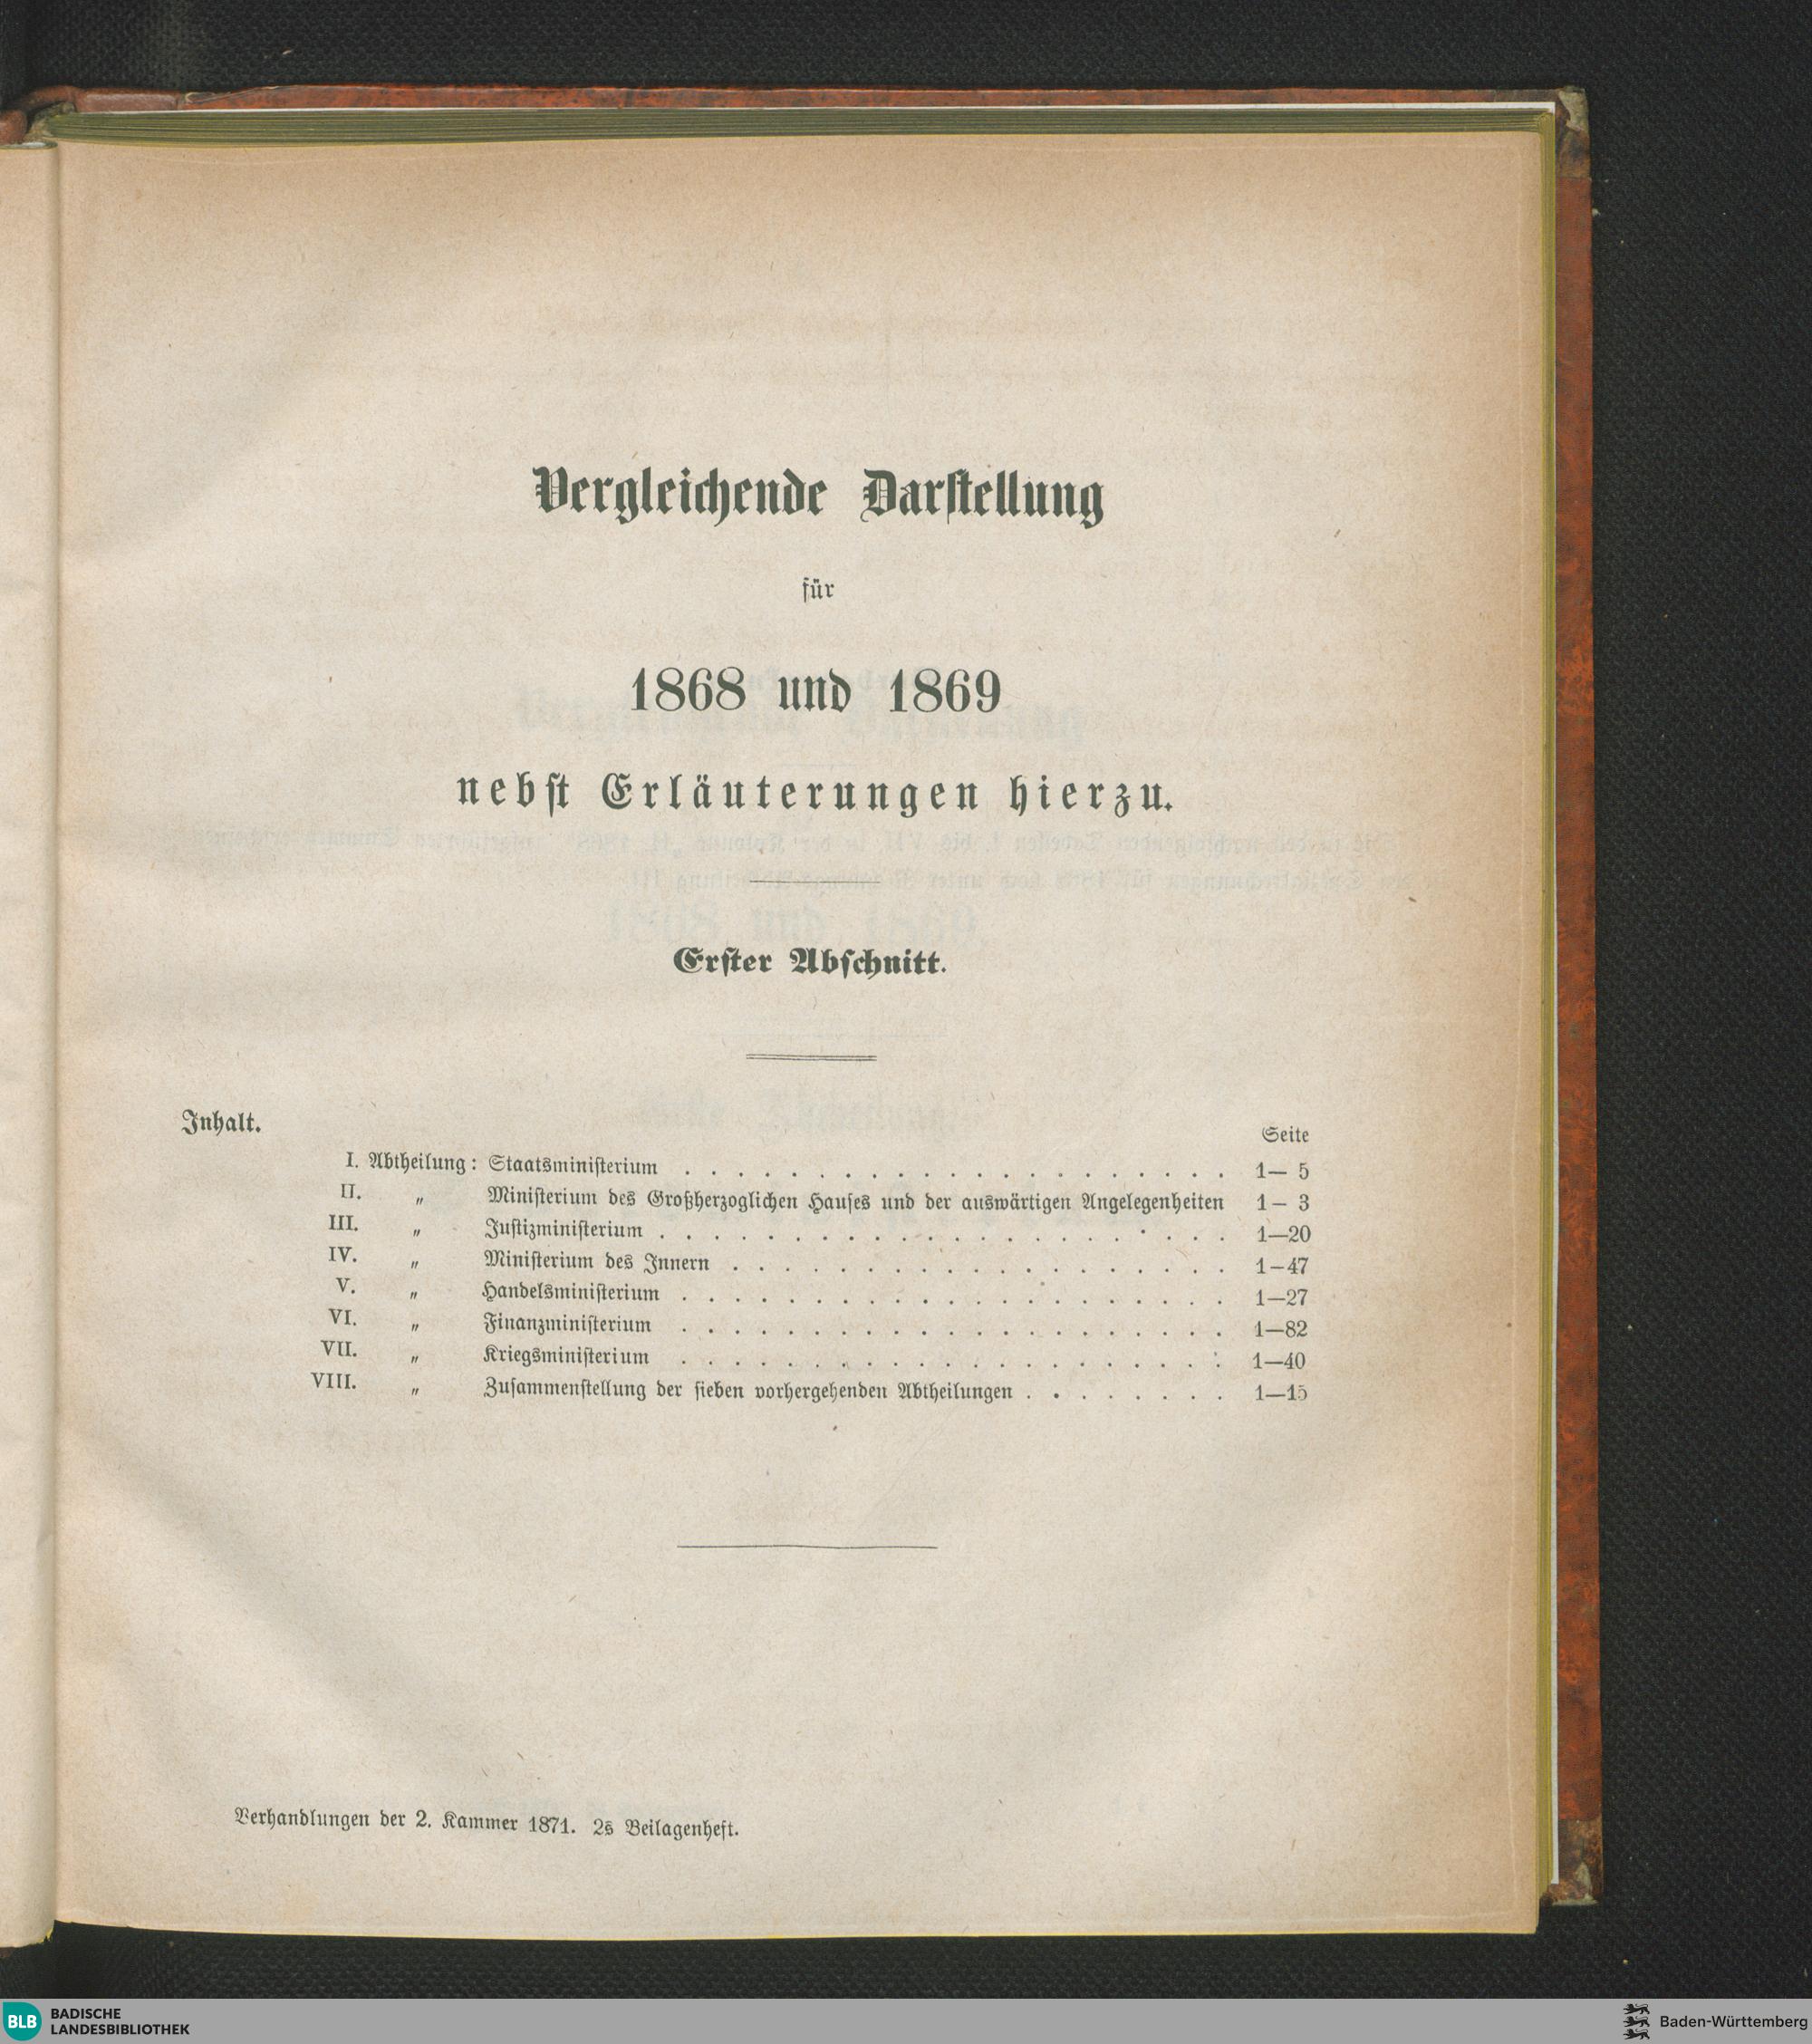 Vergleichende Darstellung
für
1868 und 1869
nebst Erläuterungen hierzu.
Erster Abschnitt.
Inhalt.
Seite
I. Abtheilung: Staatsministerium . . . . . . . . . . . . . . . . . . . . . 1— 5
II. „ Ministerium des Großherzoglichen Hauses und der auswärtigen Angelegenheiten 1— 3
III. „ Justizministerium . . . . . . . . . . . . . . . . . . . . . . 1—20
IV. „ Ministerium des Innern . . . . . . . . . . . . . . . . . . . 1—47
V. „ Handelsministerium . . . . . . . . . . . . . . . . . . . . . 1—27
VI. „ Finanzministerium . . . . . . . . . . . . . . . . . . . . . 1—82
VII. „ Kriegsministerium . . . . . . . . . . . . . . . . . . . . . 1—40
VIII. „ Zusammenstellung der sieben vorhergehenden Abtheilungen . . . . . . . . 1—15
Verhandlungen der 2. Kammer 1871. 2s Beilagenheft.
BLB BADISCHE
LANDESBIBLIOTHEK
Baden-Württemberg